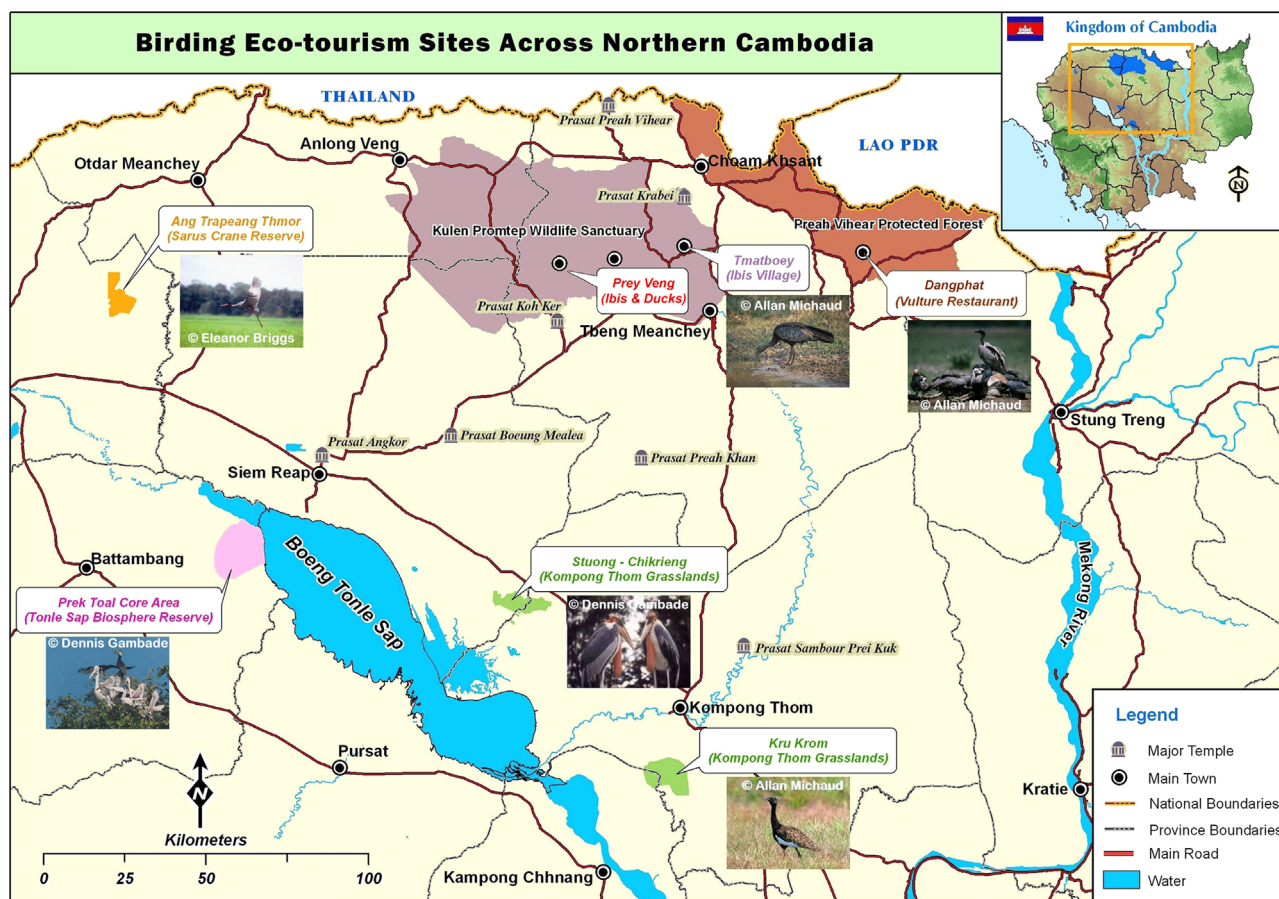 Birding Eco-tourism Sites Across Northern Cambodia
Kingdom of Cambodia
N
THAILAND
LAO PDR
Prasat Preah Vihear
Anlong Veng
Otdar Meanchey
Choam Khsant
Prasat Krabei
Ang Trapeang Thmor
(Sarus Crane Reserve)
Kulen Promtep Wildlife Sanctuary
Preah Vihear Protected Forest
Tmatboey
(Ibis Village)
Prey Veng
(Ibis & Ducks)
Dangphat
(Vulture Restaurant)
Prasat Koh Ker
Tbeng Meanchey
© Allan Michaud
© Eleanor Briggs
© Allan Michaud
Stung Treng
Prasat Boeung Mealea
Prasat Angkor
Prasat Preah Khan
Siem Reap
Battambang
Boeng Tonle Sap
Stuong - Chikrieng
(Kompong Thom Grasslands)
Mekong River
Prek Toal Core Area
(Tonle Sap Biosphere Reserve)
© Dennis Gambade
© Dennis Gambade
Prasat Sambour Prei Kuk
Kompong Thom
Pursat
Kru Krom
(Kompong Thom Grasslands)
© Allan Michaud
Kratie
N
Kilometers
0 25 50 100
Kampong Chhnang
Legend
Major Temple
Main Town
National Boundaries
Province Boundaries
Main Road
Water